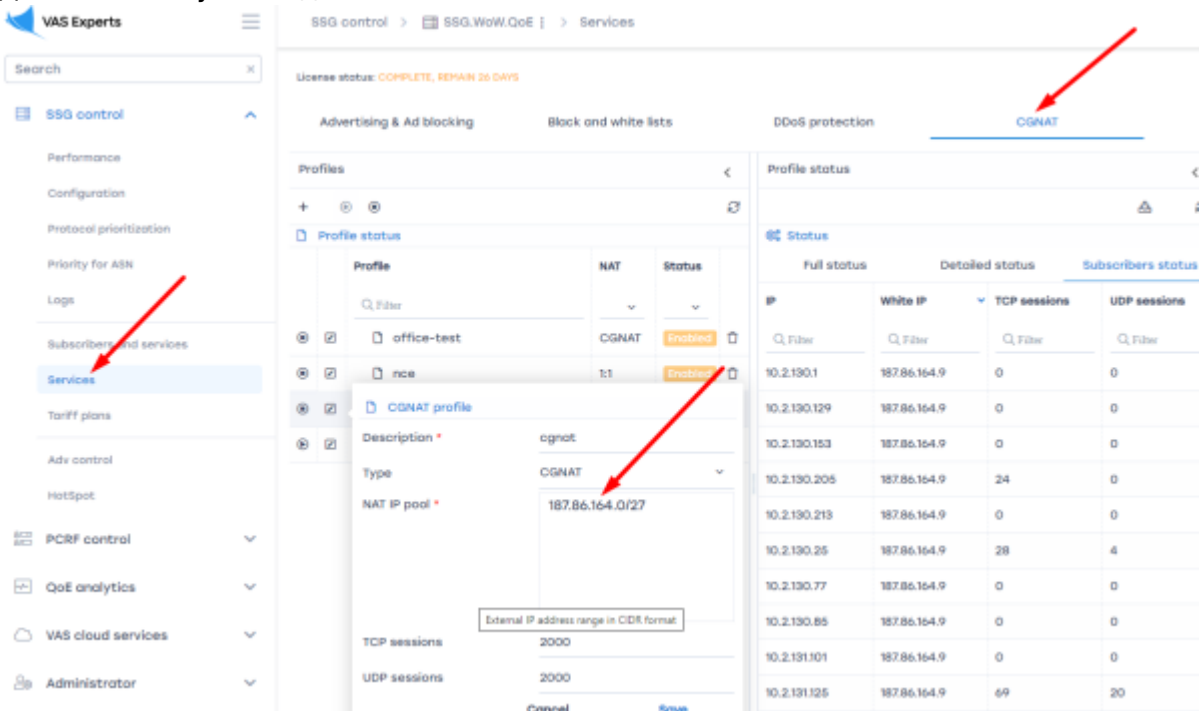 VAS Experts
SSG control > SSG.WoW.QoE | > Services
Search
License status: COMPLETE, REMAIN 26 DAYS
SSG control
Performance
Configuration
Protocol prioritization
Priority for ASN
Logs
Subscribers and services
Services
Tariff plans
Adv control
HotSpot
PCRF control
QoE analytics
VAS cloud services
Administrator
Advertising & Ad blocking Black and white lists DDoS protection CGNAT
Profiles
Profile status
Profile NAT Status
Filter
office-test CGNAT Enabled
nce 1:1 Enabled
CGNAT profile
Description * cgnat
Type CGNAT
NAT IP pool * 187.86.164.0/27
External IP address range in CIDR format
TCP sessions 2000
UDP sessions 2000
Cancel Save
Profile status
Status
Full status Detailed status Subscribers status
IP White IP TCP sessions UDP sessions
Filter Filter Filter Filter
10.2.130.1 187.86.164.9 0 0
10.2.130.129 187.86.164.9 0 0
10.2.130.153 187.86.164.9 0 0
10.2.130.205 187.86.164.9 24 0
10.2.130.213 187.86.164.9 0 0
10.2.130.25 187.86.164.9 28 4
10.2.130.77 187.86.164.9 0 0
10.2.130.85 187.86.164.9 0 0
10.2.131.101 187.86.164.9 0 0
10.2.131.125 187.86.164.9 69 20